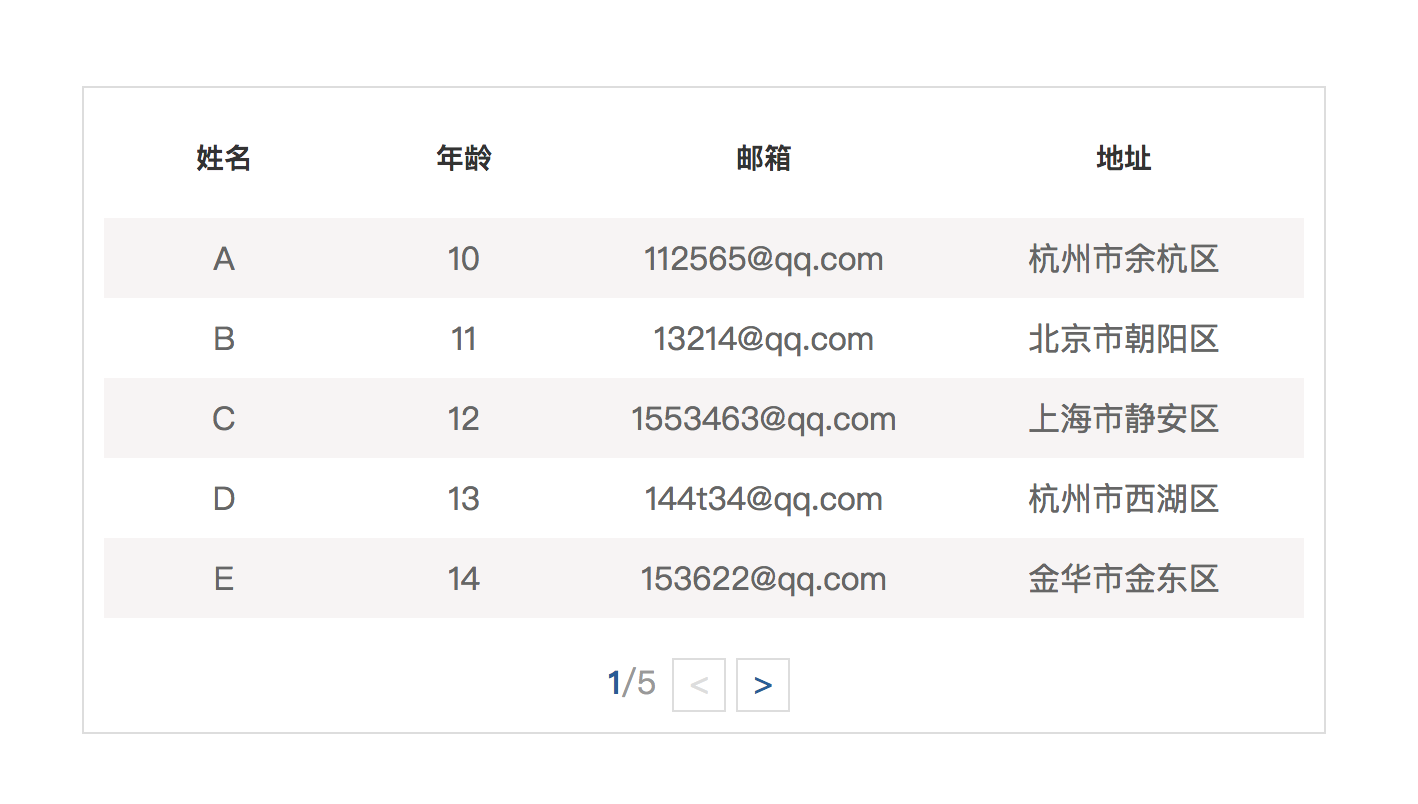 姓名 年龄 邮箱 地址
A 10 112565@qq.com 杭州市余杭区
B 11 13214@qq.com 北京市朝阳区
C 12 1553463@qq.com 上海市静安区
D 13 144t34@qq.com 杭州市西湖区
E 14 153622@qq.com 金华市金东区
1/5 < >